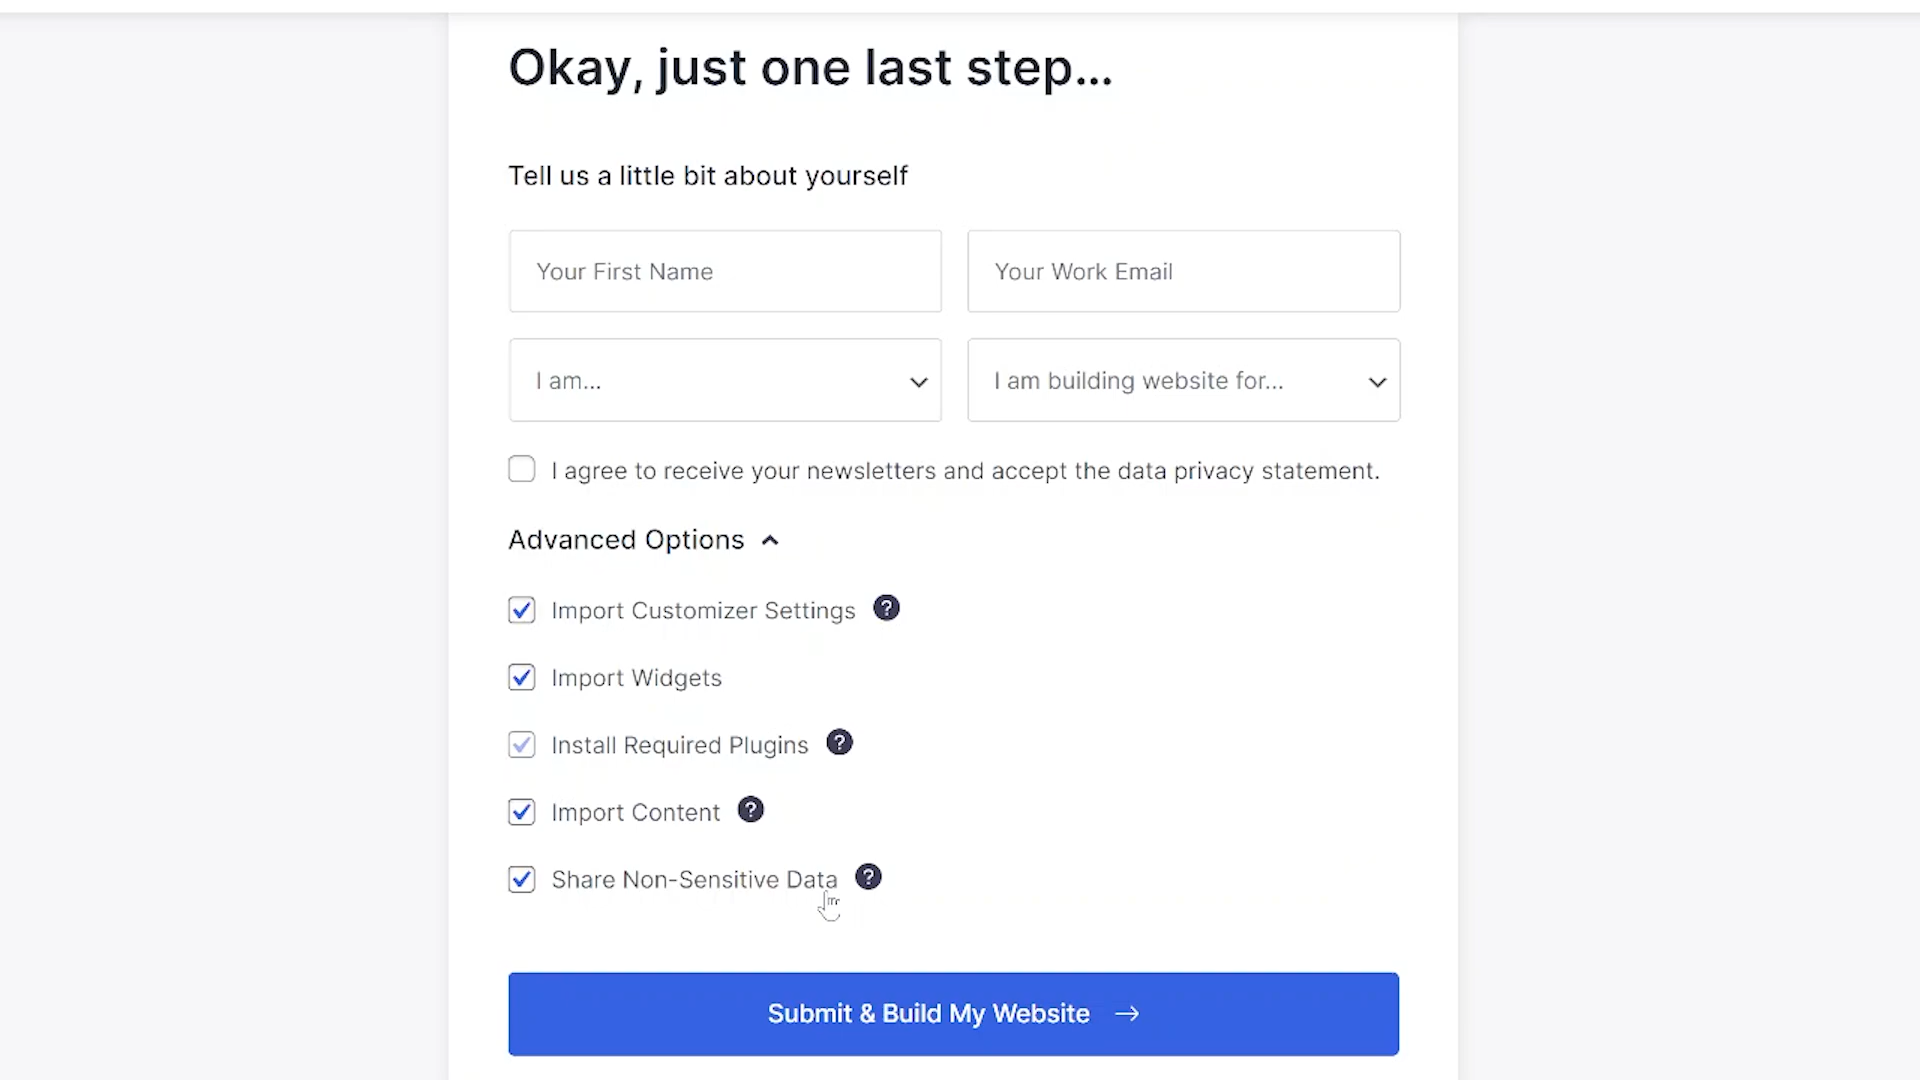 Okay, just one last step...
Tell us a little bit about yourself
Your First Name
Your Work Email
I am...
I am building website for...
I agree to receive your newsletters and accept the data privacy statement.
Advanced Options
Import Customizer Settings ?
Import Widgets
Install Required Plugins ?
Import Content ?
Share Non-Sensitive Data ?
Submit & Build My Website →